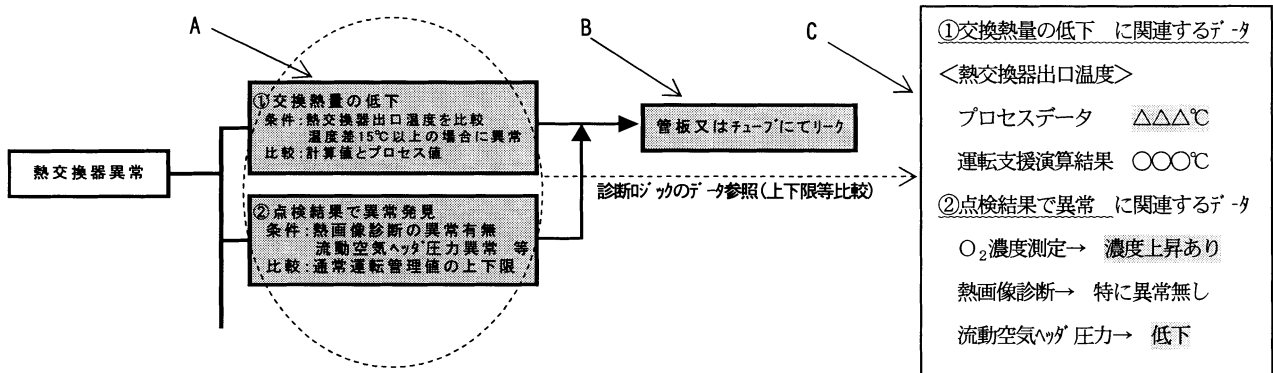 A
B
C
熱交換器異常
①交換熱量の低下
条件:熱交換器出口温度を比較
温度差15℃以上の場合に異常
比較:計算値とプロセス値
②点検結果で異常発見
条件:熱画像診断の異常有無
流動空気ヘッダ圧力異常 等
比較:通常運転管理値の上下限
管板又はチューブにてリーク
診断ロジックのデータ参照(上下限等比較)
①交換熱量の低下 に関連するデータ
<熱交換器出口温度>
プロセスデータ △△△℃
運転支援演算結果 ○○○℃
②点検結果で異常 に関連するデータ
O₂濃度測定→ 濃度上昇あり
熱画像診断→ 特に異常無し
流動空気ヘッダ圧力→ 低下